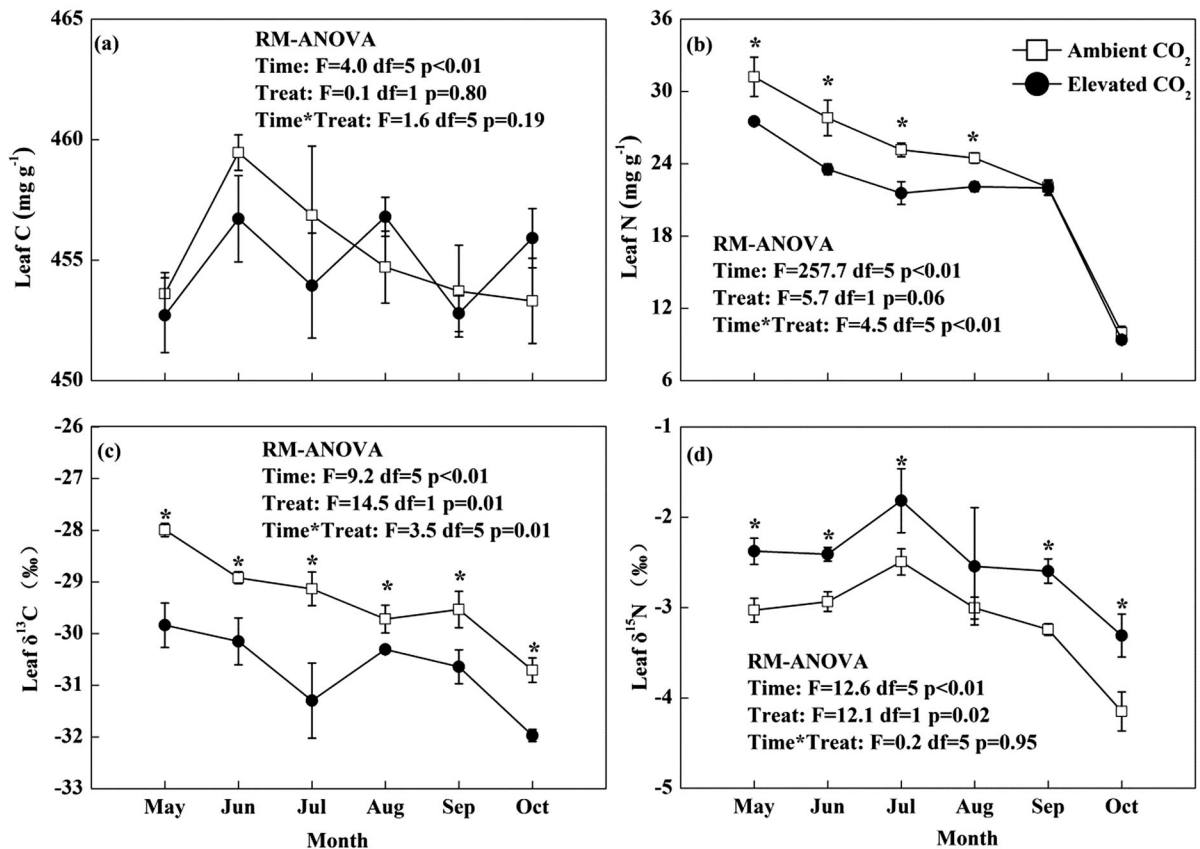 (a)
RM-ANOVA
Time: F=4.0 df=5 p<0.01
Treat: F=0.1 df=1 p=0.80
Time*Treat: F=1.6 df=5 p=0.19
465
460
455
450
Leaf C (mg g⁻¹)
(b)
Ambient CO₂
Elevated CO₂
* * * *
RM-ANOVA
Time: F=257.7 df=5 p<0.01
Treat: F=5.7 df=1 p=0.06
Time*Treat: F=4.5 df=5 p<0.01
36
30
24
18
12
6
Leaf N (mg g⁻¹)
(c)
RM-ANOVA
Time: F=9.2 df=5 p<0.01
Treat: F=14.5 df=1 p=0.01
Time*Treat: F=3.5 df=5 p=0.01
* * * * * *
-26
-27
-28
-29
-30
-31
-32
-33
Leaf δ¹³C (‰)
May Jun Jul Aug Sep Oct
Month
(d)
* * * * *
RM-ANOVA
Time: F=12.6 df=5 p<0.01
Treat: F=12.1 df=1 p=0.02
Time*Treat: F=0.2 df=5 p=0.95
-1
-2
-3
-4
-5
Leaf δ¹⁵N (‰)
May Jun Jul Aug Sep Oct
Month